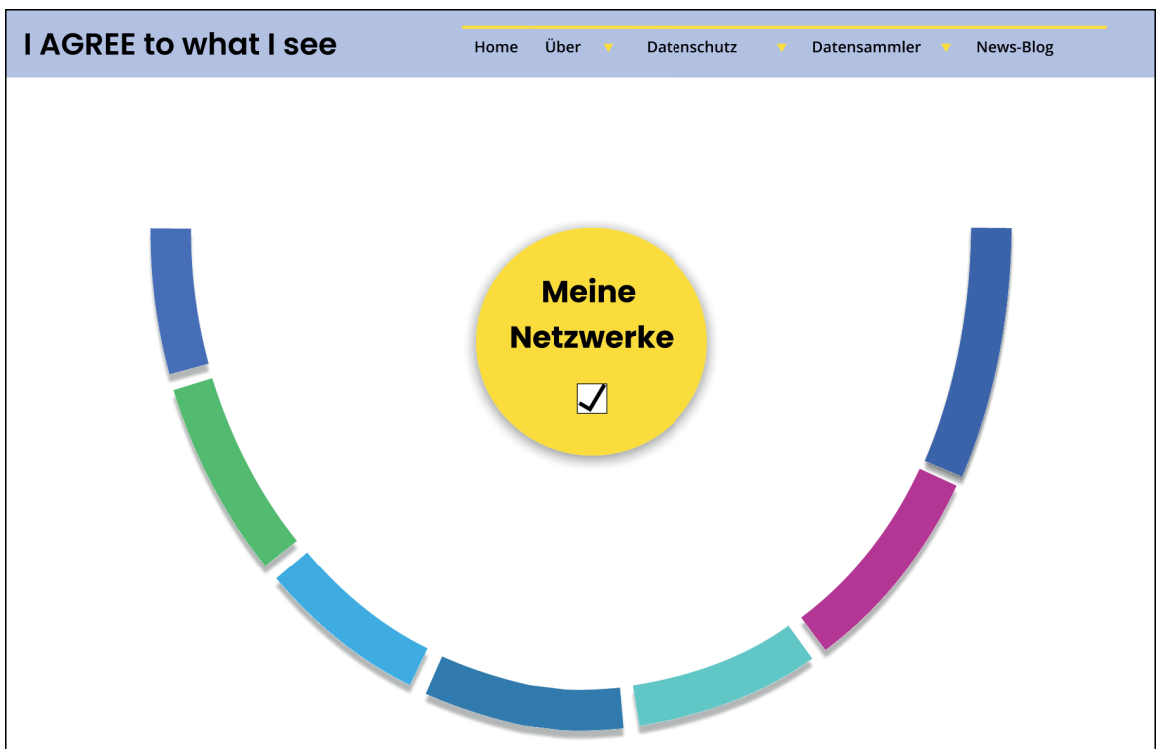 I AGREE to what I see
Home Über Datenschutz Datensammler News-Blog
Meine
Netzwerke